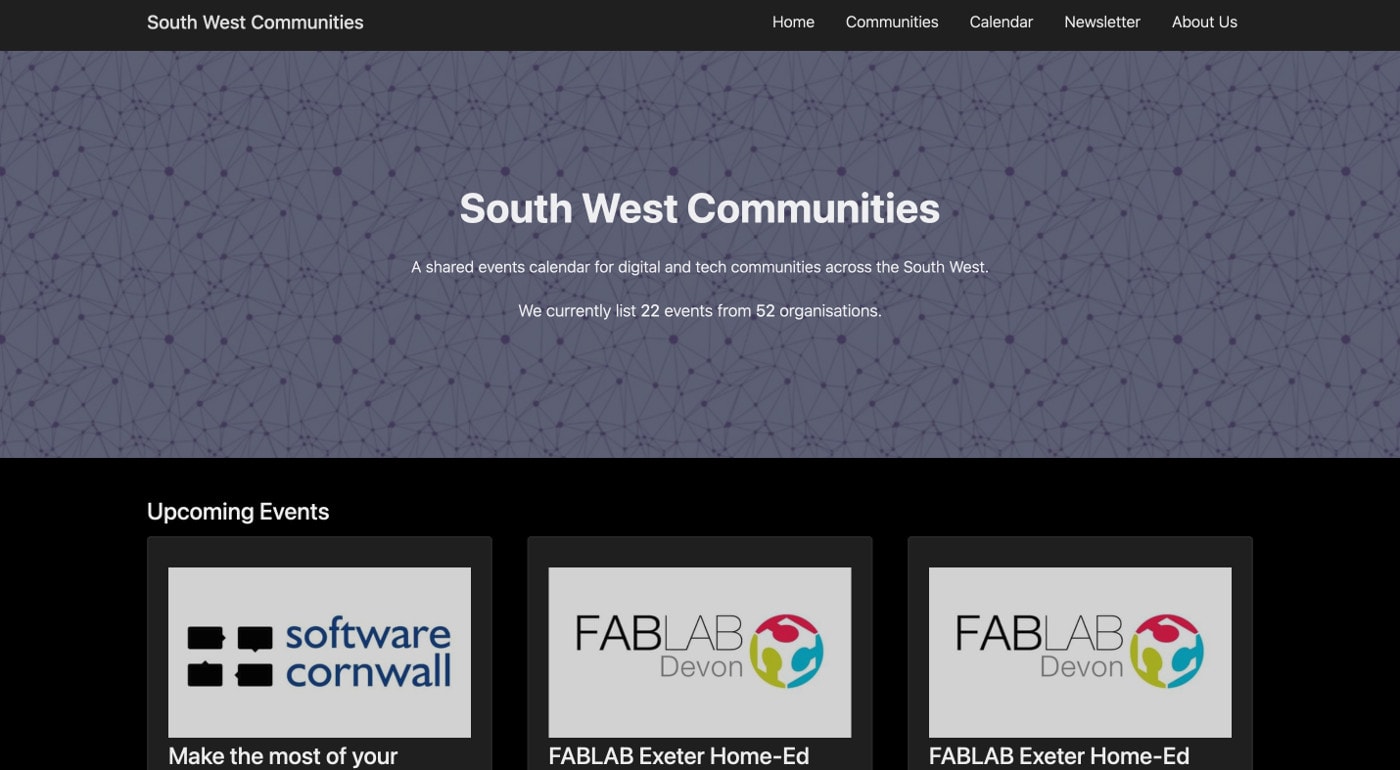 South West Communities
Home
Communities
Calendar
Newsletter
About Us
South West Communities
A shared events calendar for digital and tech communities across the South West.
We currently list 22 events from 52 organisations.
Upcoming Events
software
cornwall
FABLAB
Devon
FABLAB
Devon
Make the most of your
FABLAB Exeter Home-Ed
FABLAB Exeter Home-Ed